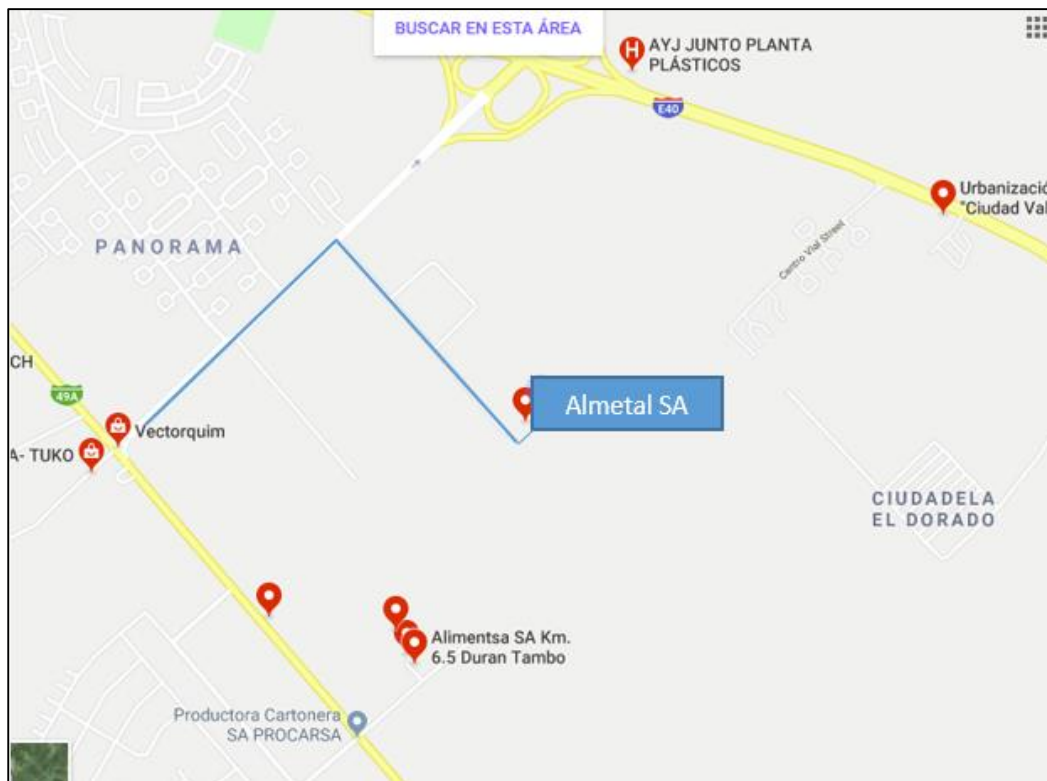 BUSCAR EN ESTA ÁREA
H
AYJ JUNTO PLANTA
PLÁSTICOS
E40
Urbanizació
"Ciudad Val
Centro Vial Street
PANORAMA
CH
49A
Almetal SA
Vectorquim
A- TUKO
CIUDADELA
EL DORADO
Alimentsa SA Km.
6.5 Duran Tambo
Productora Cartonera
SA PROCARSA